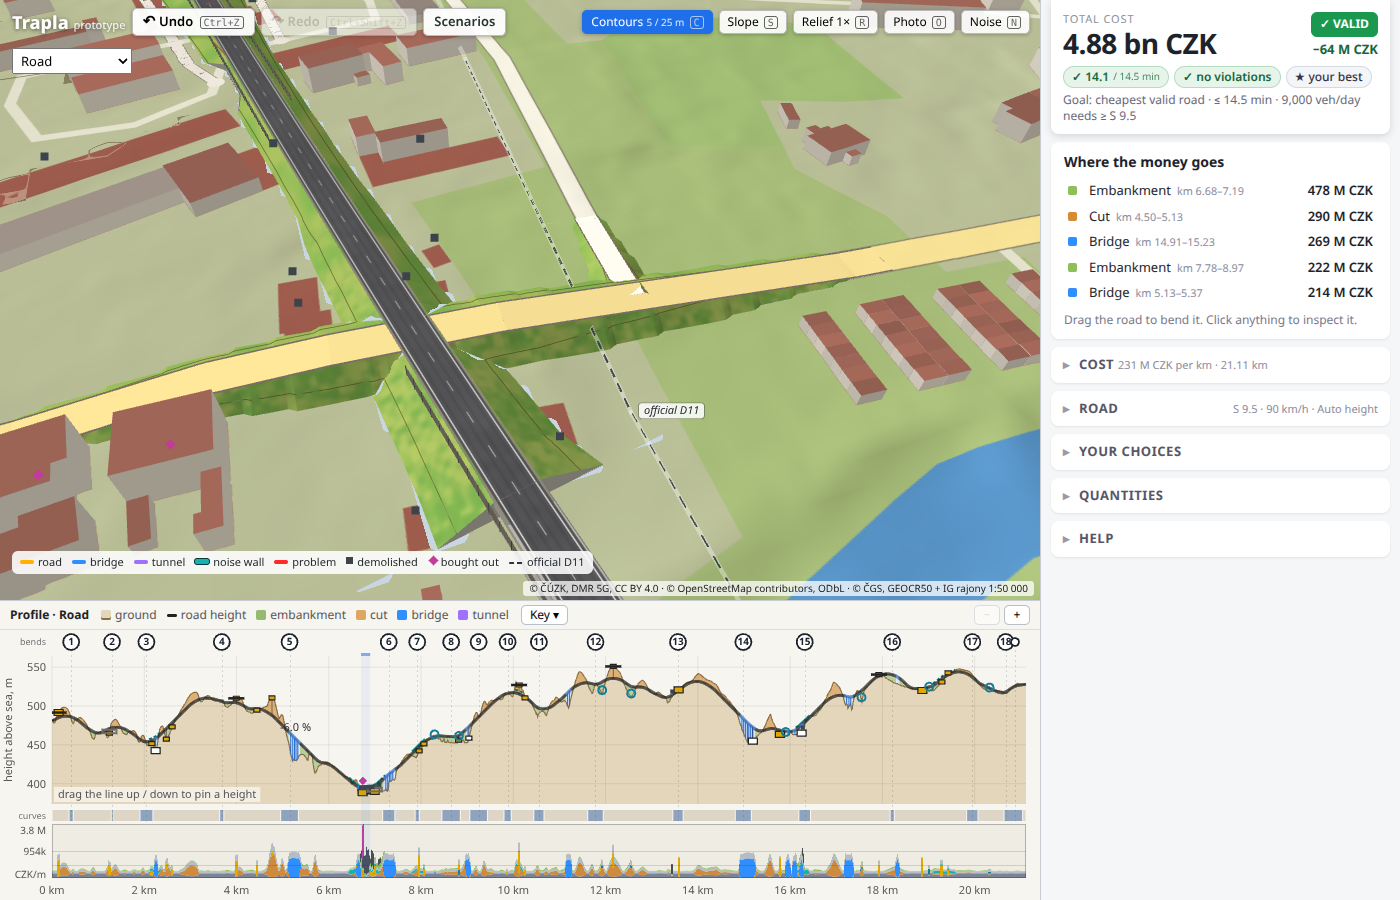 Trapla prototype
↶ Undo Ctrl+Z
Redo Ctrl+Shift+Z
Scenarios
Contours 5 / 25 m C
Slope S
Relief 1× R
Photo O
Noise N
Road
official D11
road
bridge
tunnel
noise wall
problem
demolished
bought out
official D11
© ČÚZK, DMR 5G, CC BY 4.0 · © OpenStreetMap contributors, ODbL · © ČGS, GEOCR50 + IG rajony 1:50 000
TOTAL COST
✓ VALID
4.88 bn CZK
−64 M CZK
✓ 14.1 / 14.5 min
✓ no violations
★ your best
Goal: cheapest valid road · ≤ 14.5 min · 9,000 veh/day
needs ≥ S 9.5
Where the money goes
Embankment km 6.68–7.19 478 M CZK
Cut km 4.50–5.13 290 M CZK
Bridge km 14.91–15.23 269 M CZK
Embankment km 7.78–8.97 222 M CZK
Bridge km 5.13–5.37 214 M CZK
Drag the road to bend it. Click anything to inspect it.
▸ COST 231 M CZK per km · 21.11 km
▸ ROAD S 9.5 · 90 km/h · Auto height
▸ YOUR CHOICES
▸ QUANTITIES
▸ HELP
Profile · Road
ground
road height
embankment
cut
bridge
tunnel
Key ▾
−
+
bends
1 2 3 4 5 6 7 8 9 10 11 12 13 14 15 16 17 18
height above sea, m
550
500
450
400
6.0 %
drag the line up / down to pin a height
curves
3.8 M
954k
CZK/m
0 km 2 km 4 km 6 km 8 km 10 km 12 km 14 km 16 km 18 km 20 km